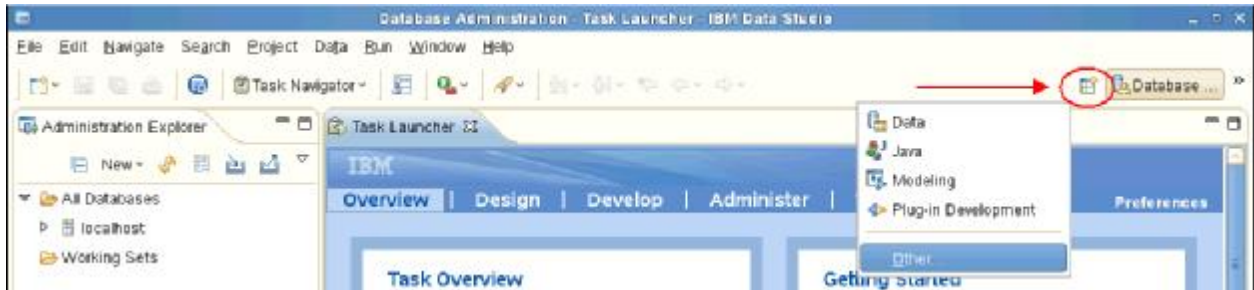 Database Administration - Task Launcher - IBM Data Studio
File Edit Navigate Search Project Data Run Window Help
Task Navigator
Database ...
Administration Explorer
Task Launcher
New
IBM
Overview | Design | Develop | Administer |
Preferences
All Databases
localhost
Working Sets
Task Overview
Getting Started
Data
Java
Modeling
Plug-in Development
Other